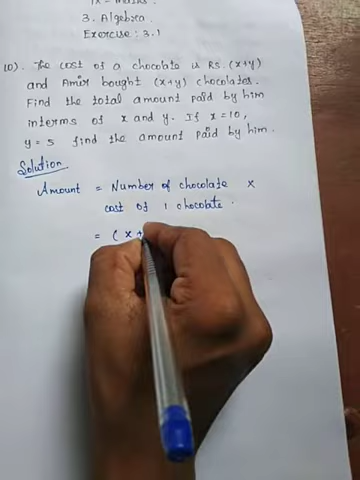 IX - Maths
3. Algebra
Exercise: 3.1
10). The cost of a chocolate is Rs. (x+y)
and Amir bought (x+y) chocolates.
Find the total amount paid by him
interms of x and y. If x = 10,
y = 5 find the amount paid by him.
Solution
Amount = Number of chocolate x
cost of 1 chocolate.
= ( x +